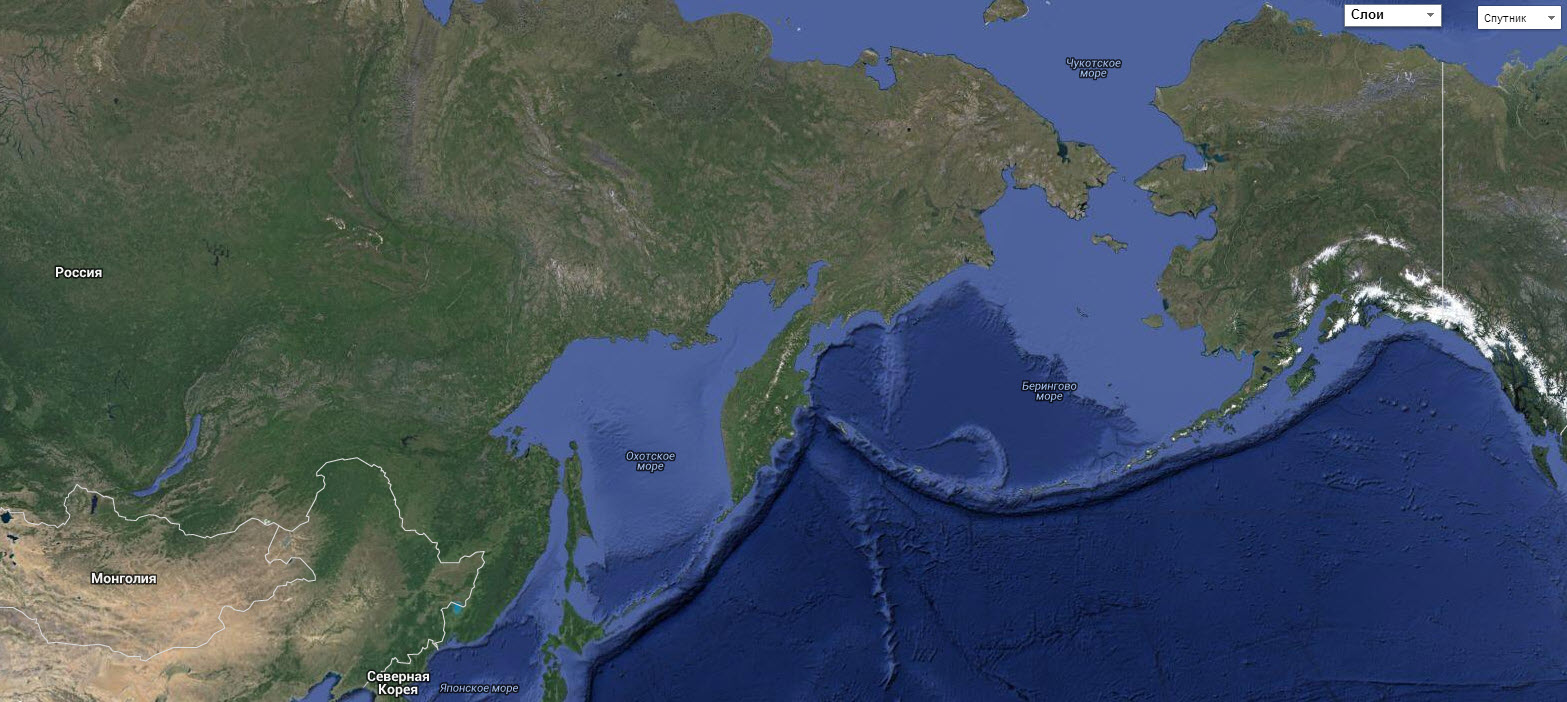 Слои
Спутник
Чукотское
море
Россия
Берингово
море
Охотское
море
Монголия
Северная
Корея
Японское море